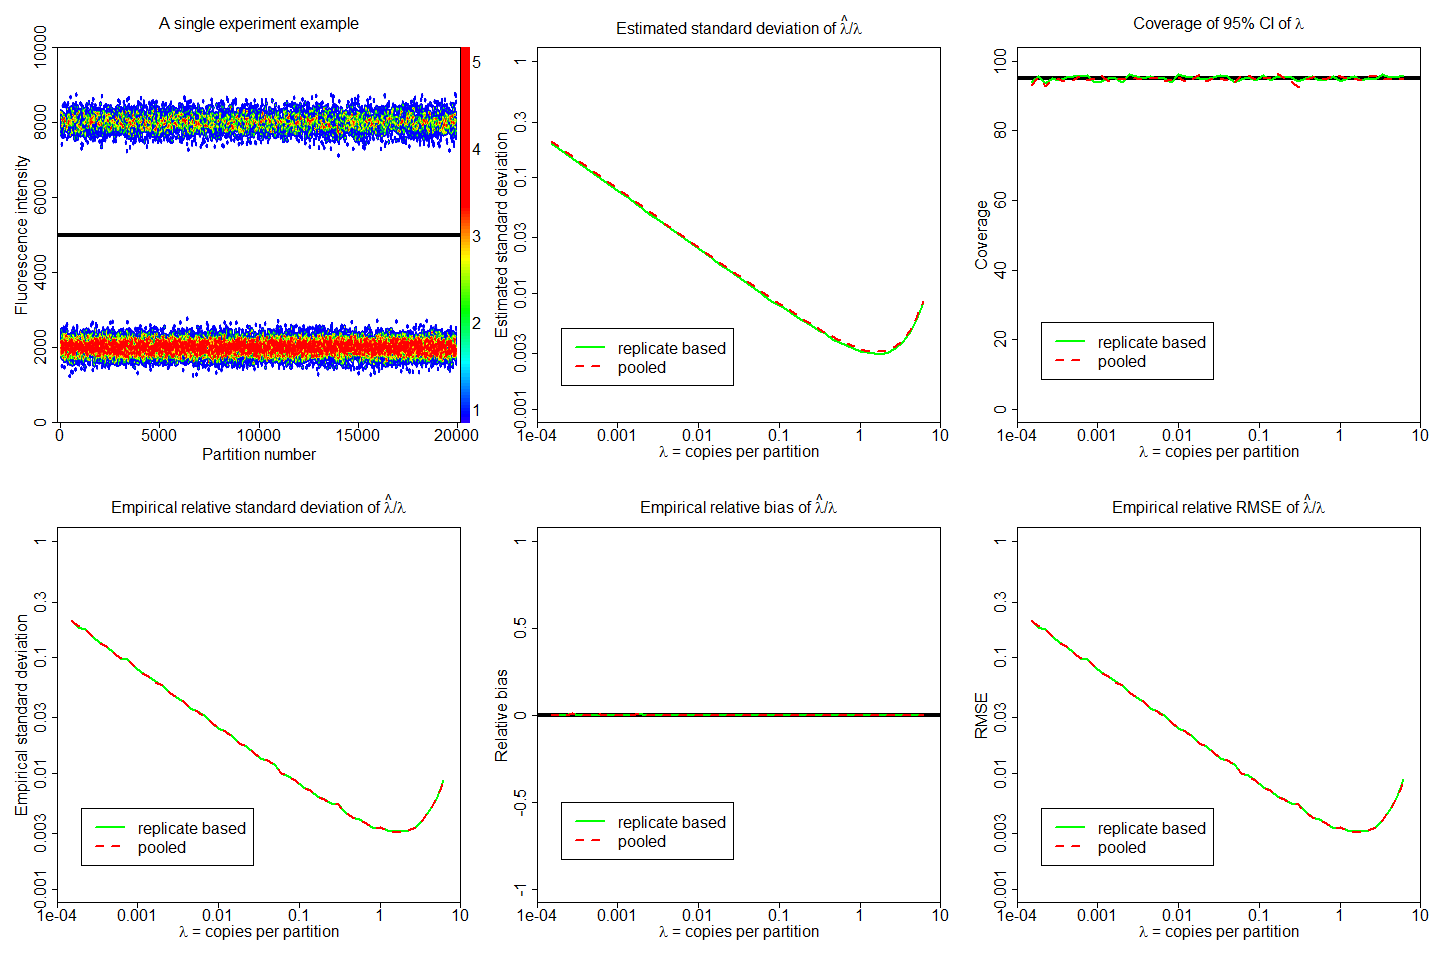 A single experiment example
Fluorescence intensity
0 2000 4000 6000 8000 10000
5
4
3
2
1
0 5000 10000 15000 20000
Partition number
Estimated standard deviation of λ̂/λ
Estimated standard deviation
0.001 0.003 0.01 0.03 0.1 0.3 1
replicate based
pooled
1e-04 0.001 0.01 0.1 1 10
λ = copies per partition
Coverage of 95% CI of λ
Coverage
0 20 40 60 80 100
replicate based
pooled
1e-04 0.001 0.01 0.1 1 10
λ = copies per partition
Empirical relative standard deviation of λ̂/λ
Empirical standard deviation
0.001 0.003 0.01 0.03 0.1 0.3 1
replicate based
pooled
1e-04 0.001 0.01 0.1 1 10
λ = copies per partition
Empirical relative bias of λ̂/λ
Relative bias
-1 -0.5 0 0.5 1
replicate based
pooled
1e-04 0.001 0.01 0.1 1 10
λ = copies per partition
Empirical relative RMSE of λ̂/λ
RMSE
0.001 0.003 0.01 0.03 0.1 0.3 1
replicate based
pooled
1e-04 0.001 0.01 0.1 1 10
λ = copies per partition